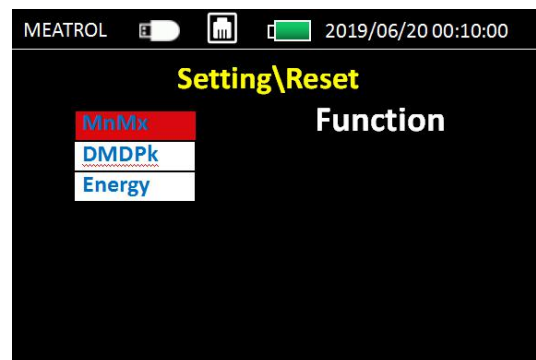 MEATROL 2019/06/20 00:10:00
Setting\Reset
MnMx Function
DMDPk
Energy